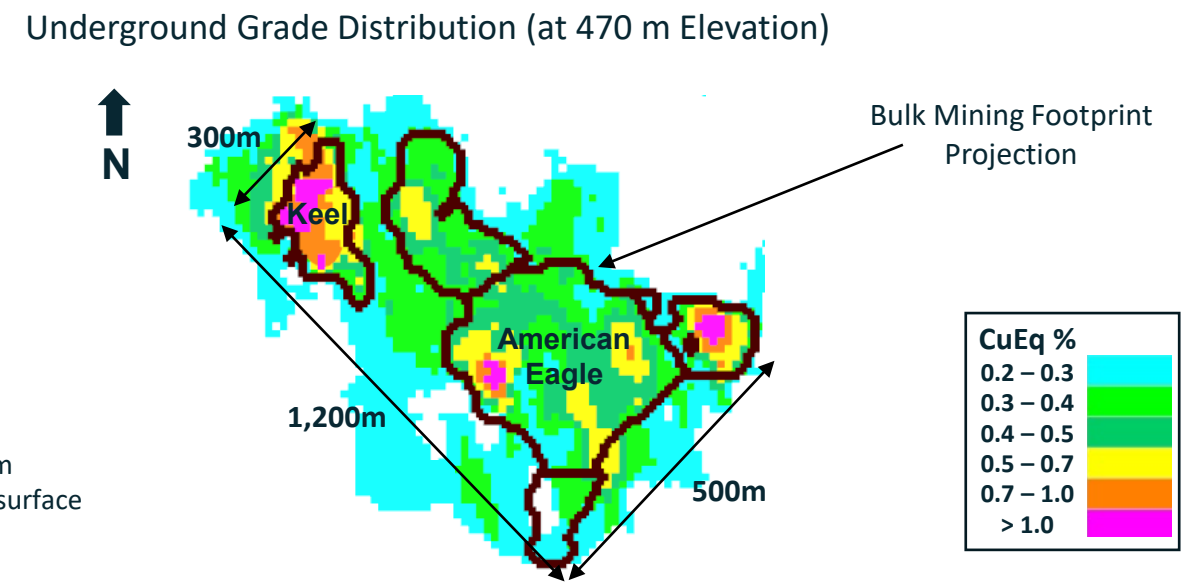 Underground Grade Distribution (at 470 m Elevation)
N
300m
Bulk Mining Footprint
Projection
Keel
American
Eagle
1,200m
500m
m
surface
CuEq %
0.2 – 0.3
0.3 – 0.4
0.4 – 0.5
0.5 – 0.7
0.7 – 1.0
> 1.0